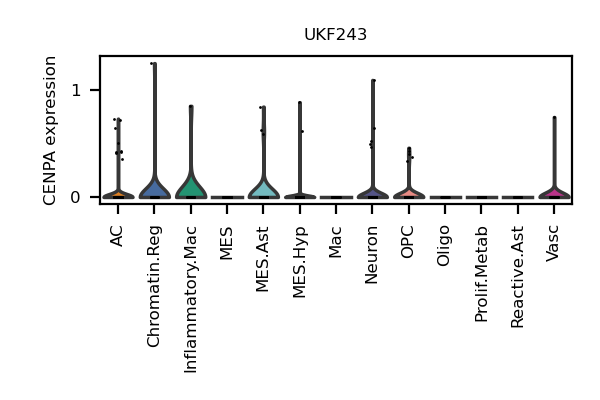 UKF243
CENPA expression
1
0
AC
Chromatin.Reg
Inflammatory.Mac
MES
MES.Ast
MES.Hyp
Mac
Neuron
OPC
Oligo
Prolif.Metab
Reactive.Ast
Vasc